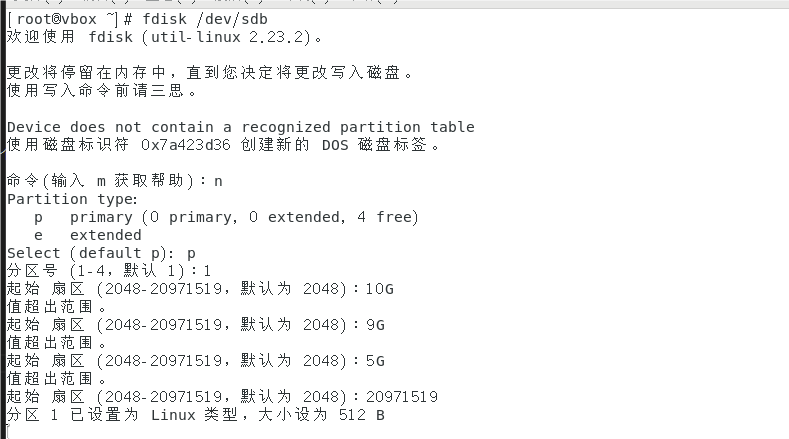 [root@vbox ~]# fdisk /dev/sdb
欢迎使用 fdisk (util-linux 2.23.2)。
更改将停留在内存中，直到您决定将更改写入磁盘。
使用写入命令前请三思。
Device does not contain a recognized partition table
使用磁盘标识符 0x7a423d36 创建新的 DOS 磁盘标签。
命令(输入 m 获取帮助)：n
Partition type:
   p   primary (0 primary, 0 extended, 4 free)
   e   extended
Select (default p): p
分区号 (1-4，默认 1)：1
起始 扇区 (2048-20971519，默认为 2048)：10G
值超出范围。
起始 扇区 (2048-20971519，默认为 2048)：9G
值超出范围。
起始 扇区 (2048-20971519，默认为 2048)：5G
值超出范围。
起始 扇区 (2048-20971519，默认为 2048)：20971519
分区 1 已设置为 Linux 类型，大小设为 512 B